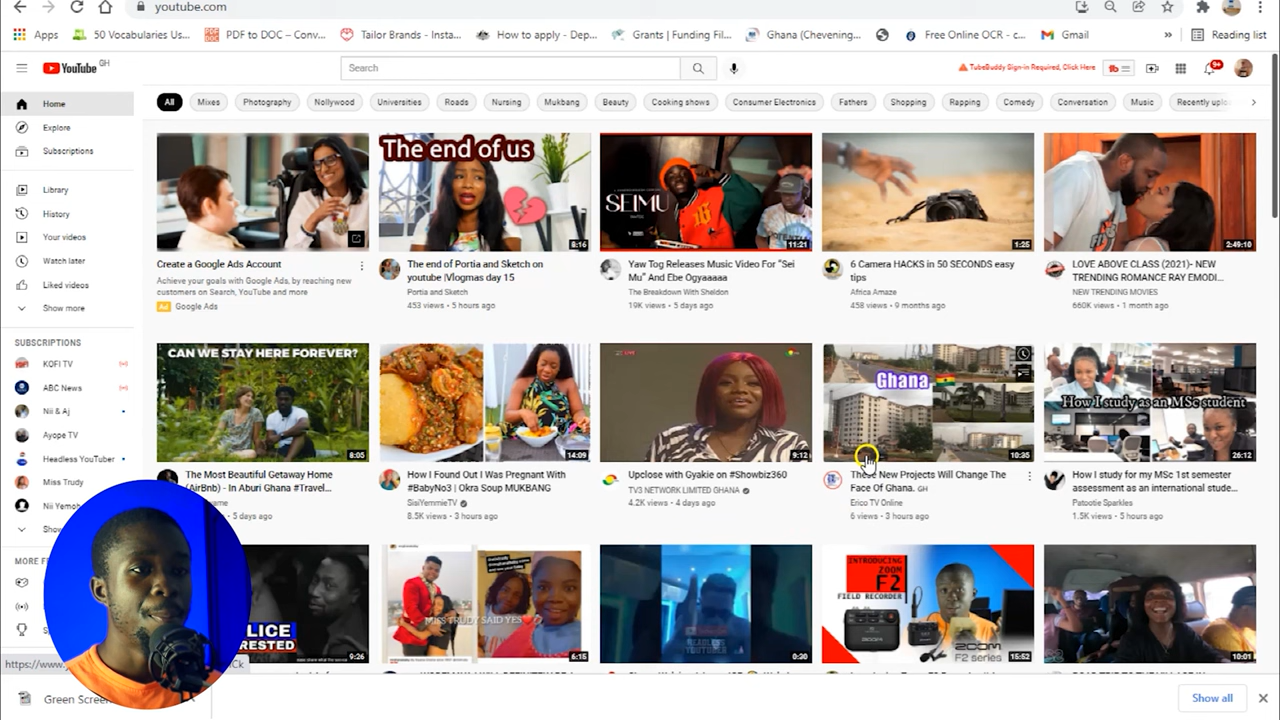 youtube.com
Apps
50 Vocabularies Us...
PDF to DOC – Conv...
Tailor Brands - Insta...
How to apply - Dep...
Grants | Funding Fil...
Ghana (Chevening...
Free Online OCR - c...
Gmail
»
Reading list
YouTube GH
Search
TubeBuddy Sign-in Required, Click Here
tb
9+
Home
Explore
Subscriptions
Library
History
Your videos
Watch later
Liked videos
Show more
SUBSCRIPTIONS
KOFI TV
ABC News
Nii & Aj
Ayope TV
Headless YouTuber
Miss Trudy
Nii Yemoh
MORE F
All
Mixes
Photography
Nollywood
Universities
Roads
Nursing
Mukbang
Beauty
Cooking shows
Consumer Electronics
Fathers
Shopping
Rapping
Comedy
Conversation
Music
Recently uplo
Create a Google Ads Account
Achieve your goals with Google Ads, by reaching new
customers on Search, YouTube and more
Ad Google Ads
The end of us
8:16
The end of Portia and Sketch on
youtube |Vlogmas day 15
Portia and Sketch
453 views • 5 hours ago
SEIMU
11:21
Yaw Tog Releases Music Video For "Sei
Mu" And Ebe Ogyaaaaa
The Breakdown With Sheldon
19K views • 5 days ago
1:25
6 Camera HACKS in 50 SECONDS easy
tips
Africa Amaze
458 views • 9 months ago
2:49:10
LOVE ABOVE CLASS (2021)- NEW
TRENDING ROMANCE RAY EMODI...
NEW TRENDING MOVIES
660K views • 1 month ago
CAN WE STAY HERE FOREVER?
8:05
The Most Beautiful Getaway Home
(AirBnb) - In Aburi Ghana #Travel...
5 days ago
14:09
How I Found Out I Was Pregnant With
#BabyNo3 | Okra Soup MUKBANG
SiaiYemmieTV
8.5K views • 3 hours ago
LIVE
9:12
Upclose with Gyakie on #Showbiz360
TV3 NETWORK LIMITED GHANA
4.2K views • 4 days ago
Ghana
10:35
These New Projects Will Change The
Face Of Ghana. GH
Erico TV Online
6 views • 3 hours ago
How I study as an MSc student
26:12
How I study for my MSc 1st semester
assessment as an international stude...
Patootie Sparkles
1.5K views • 5 hours ago
LICE
RESTED
9:26
MISS TRUDY SAID YES
6:15
0:30
INTRODUCING
ZOOM
F2
FIELD RECORDER
ZOOM
F2 series
15:52
10:01
https://www.
Green Screen
Show all